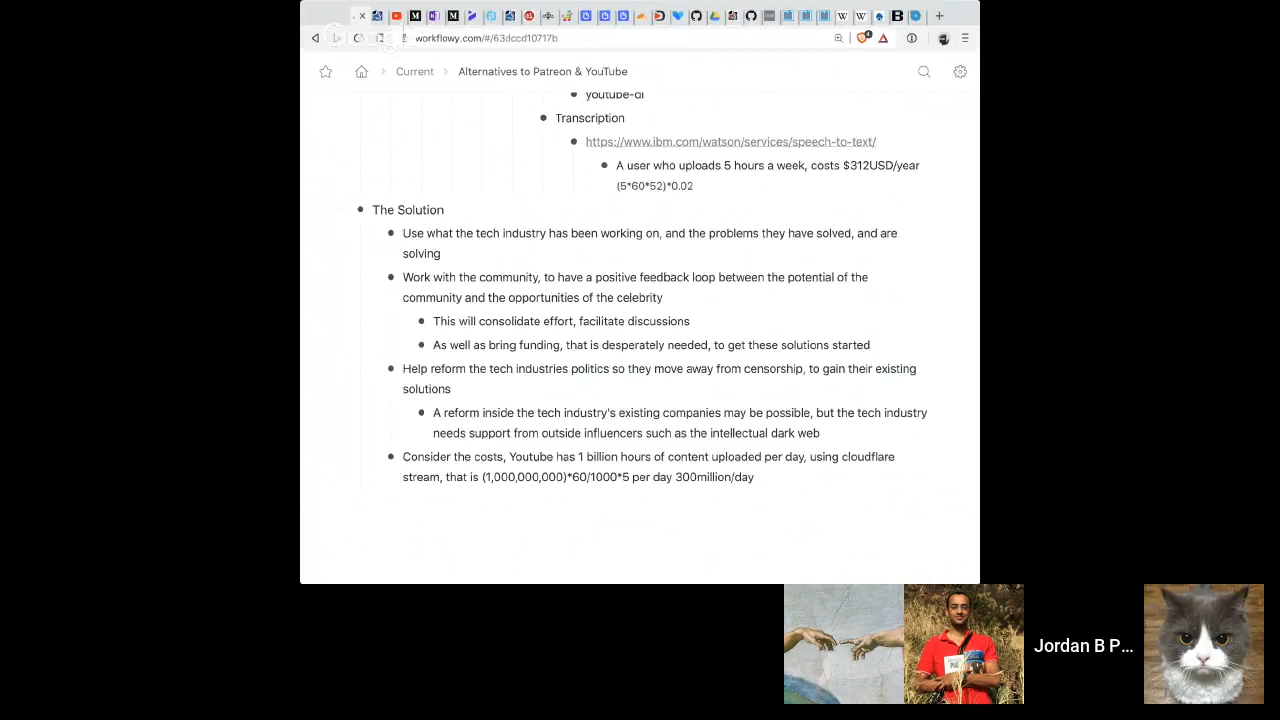 workflowy.com/#/63dccd10717b
Current
Alternatives to Patreon & YouTube
youtube-dl
Transcription
https://www.ibm.com/watson/services/speech-to-text/
A user who uploads 5 hours a week, costs $312USD/year
(5*60*52)*0.02
The Solution
Use what the tech industry has been working on, and the problems they have solved, and are
solving
Work with the community, to have a positive feedback loop between the potential of the
community and the opportunities of the celebrity
This will consolidate effort, facilitate discussions
As well as bring funding, that is desperately needed, to get these solutions started
Help reform the tech industries politics so they move away from censorship, to gain their existing
solutions
A reform inside the tech industry's existing companies may be possible, but the tech industry
needs support from outside influencers such as the intellectual dark web
Consider the costs, Youtube has 1 billion hours of content uploaded per day, using cloudflare
stream, that is (1,000,000,000)*60/1000*5 per day 300million/day
Jordan B P...